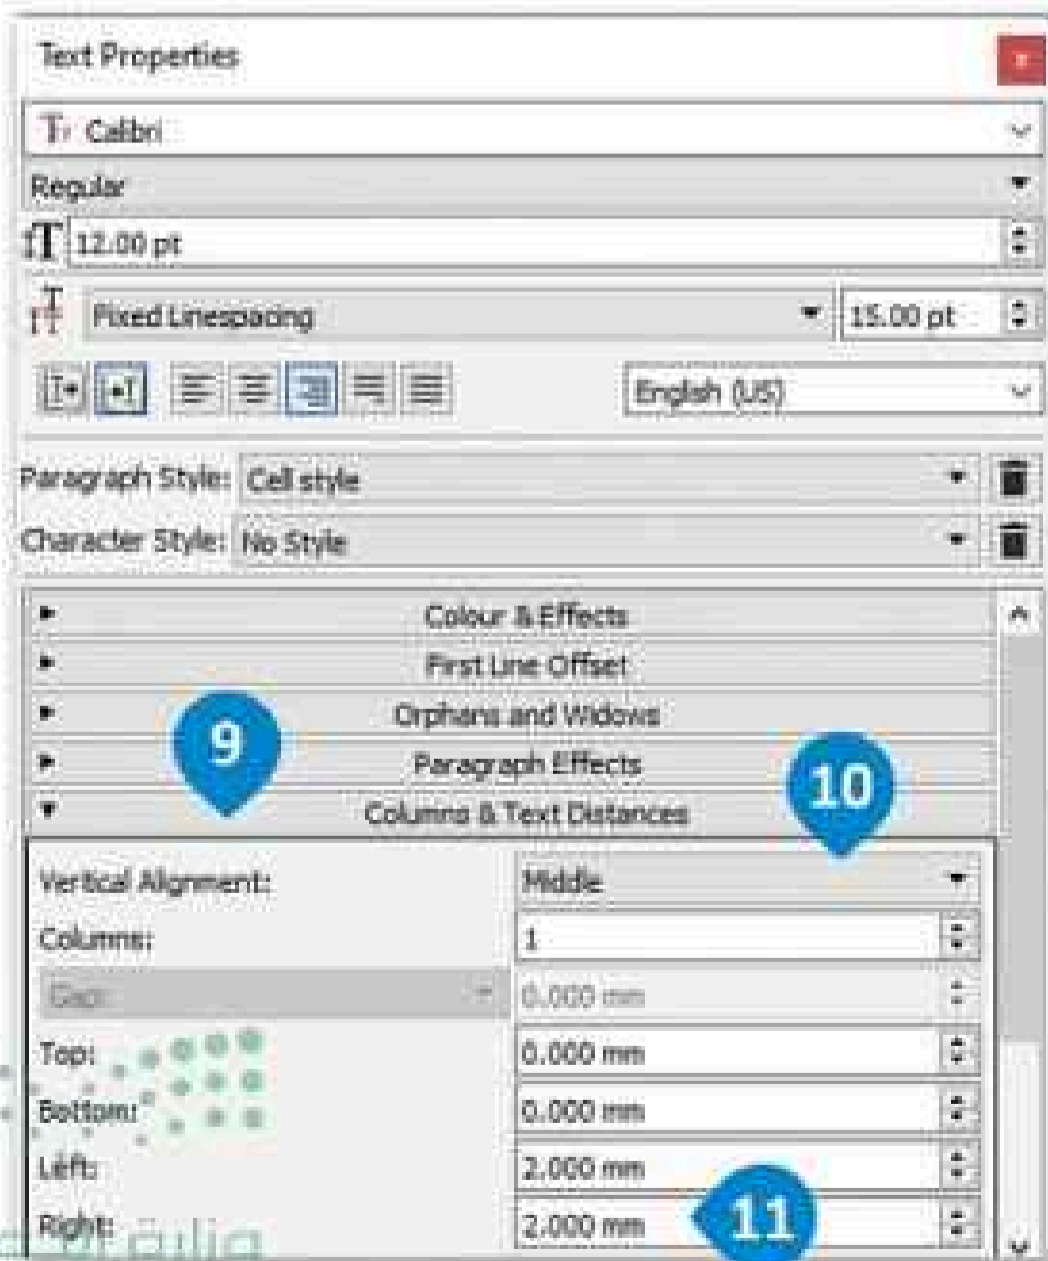 Text Properties
x
Calibri
Regular
12.00 pt
Fixed Linespacing
15.00 pt
English (US)
Paragraph Style:
Cell style
Character Style:
No Style
Colour & Effects
First Line Offset
Orphans and Widows
9
Paragraph Effects
10
Columns & Text Distances
Vertical Alignment:
Middle
Columns:
1
Gap:
0.000 mm
Top:
0.000 mm
Bottom:
0.000 mm
Left:
2.000 mm
Right:
2.000 mm
11